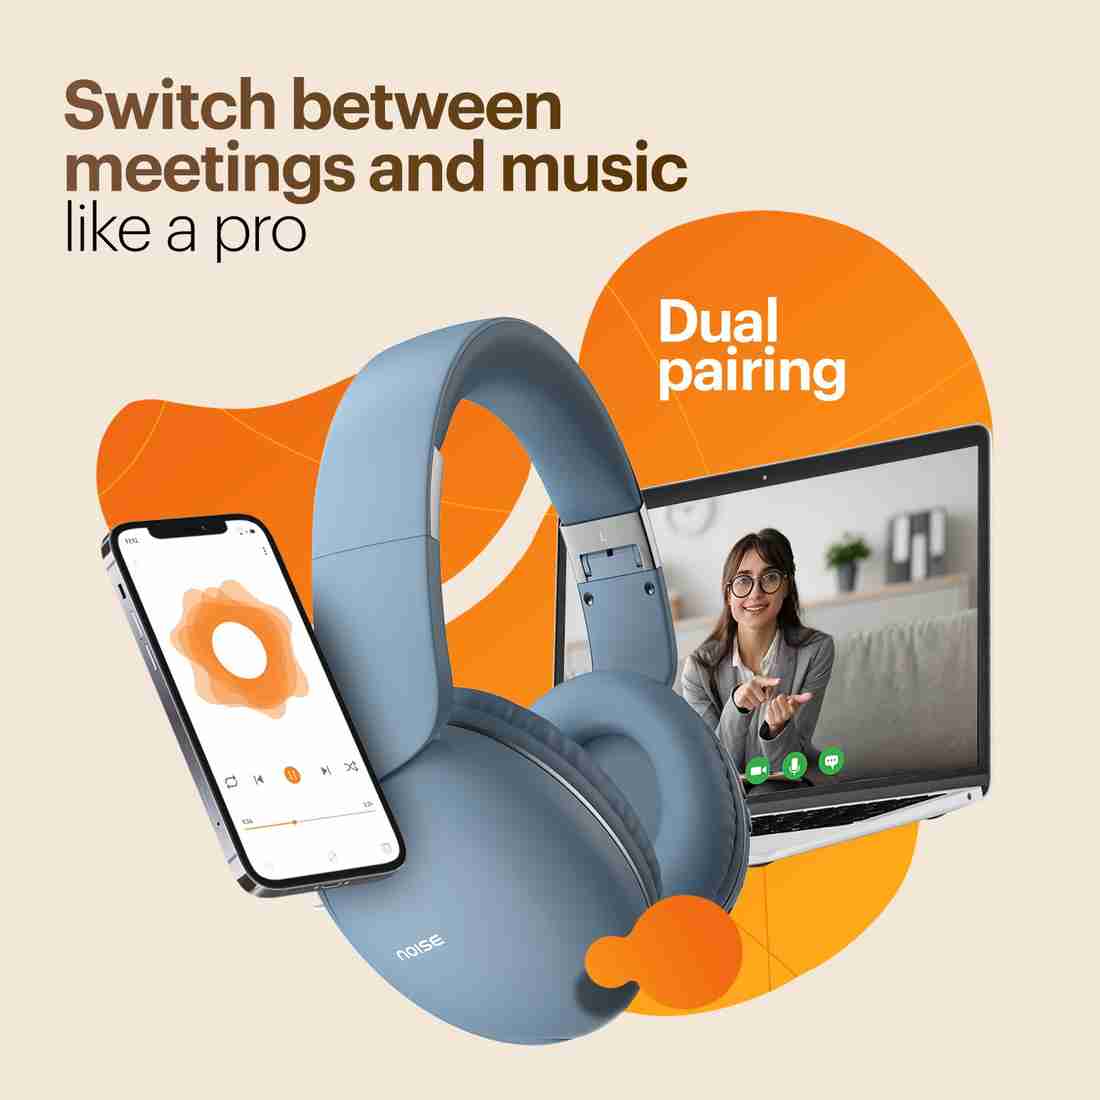 Switch between
meetings and music
like a pro
Dual
pairing
L
noise